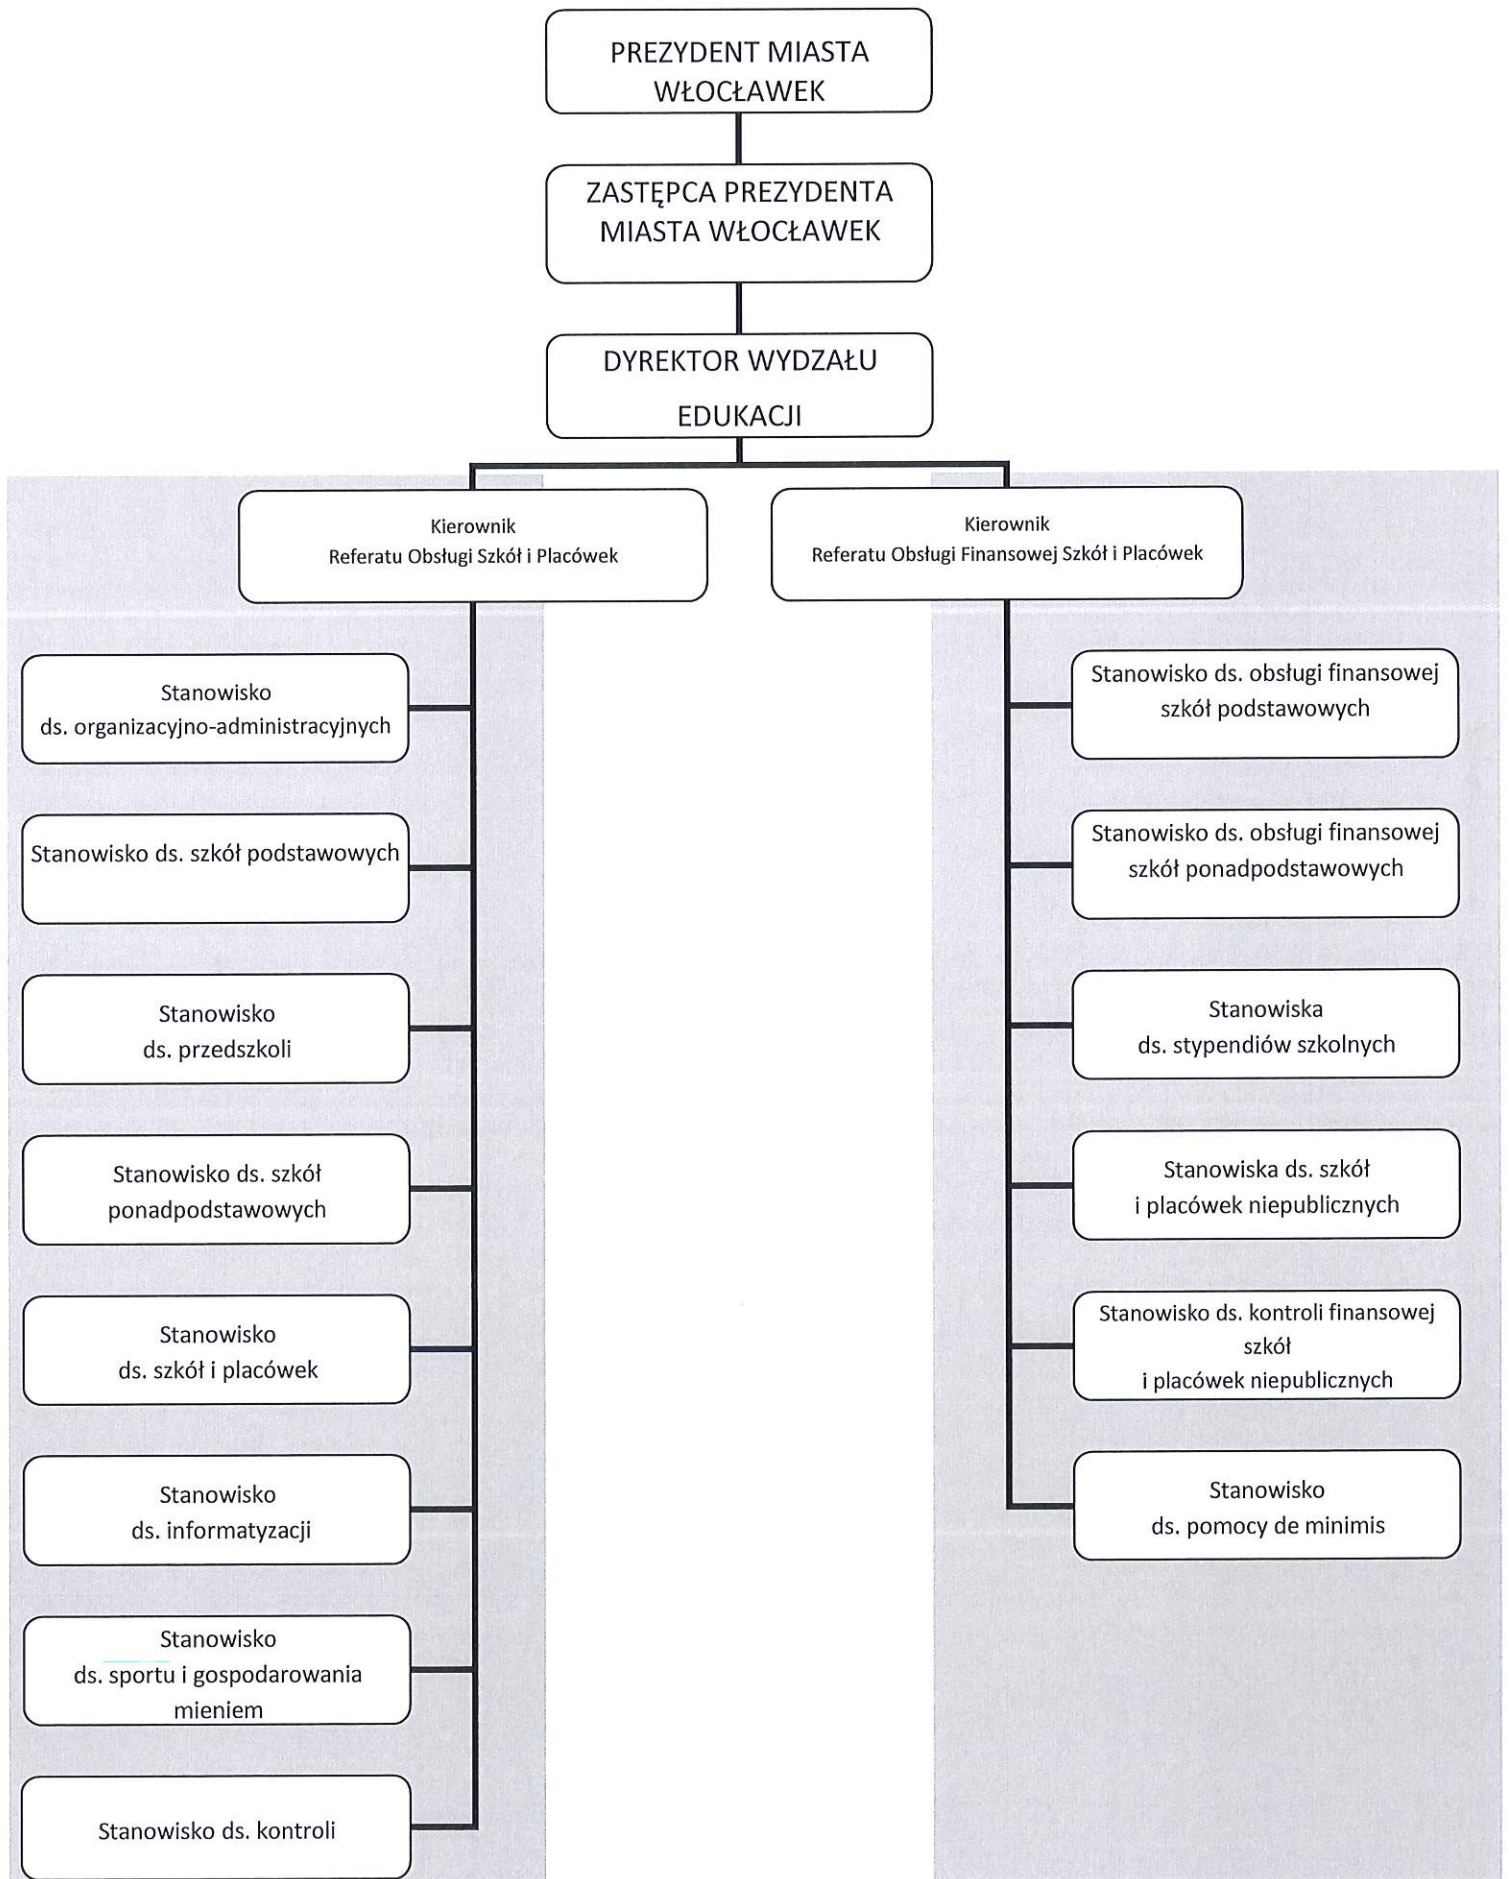 PREZYDENT MIASTA
WŁOCŁAWEK
ZASTĘPCA PREZYDENTA
MIASTA WŁOCŁAWEK
DYREKTOR WYDZAŁU
EDUKACJI
Kierownik
Referatu Obsługi Szkół i Placówek
Kierownik
Referatu Obsługi Finansowej Szkół i Placówek
Stanowisko
ds. organizacyjno-administracyjnych
Stanowisko ds. szkół podstawowych
Stanowisko
ds. przedszkoli
Stanowisko ds. szkół
ponadpodstawowych
Stanowisko
ds. szkół i placówek
Stanowisko
ds. informatyzacji
Stanowisko
ds. sportu i gospodarowania
mieniem
Stanowisko ds. kontroli
Stanowisko ds. obsługi finansowej
szkół podstawowych
Stanowisko ds. obsługi finansowej
szkół ponadpodstawowych
Stanowiska
ds. stypendiów szkolnych
Stanowiska ds. szkół
i placówek niepublicznych
Stanowisko ds. kontroli finansowej
szkół
i placówek niepublicznych
Stanowisko
ds. pomocy de minimis